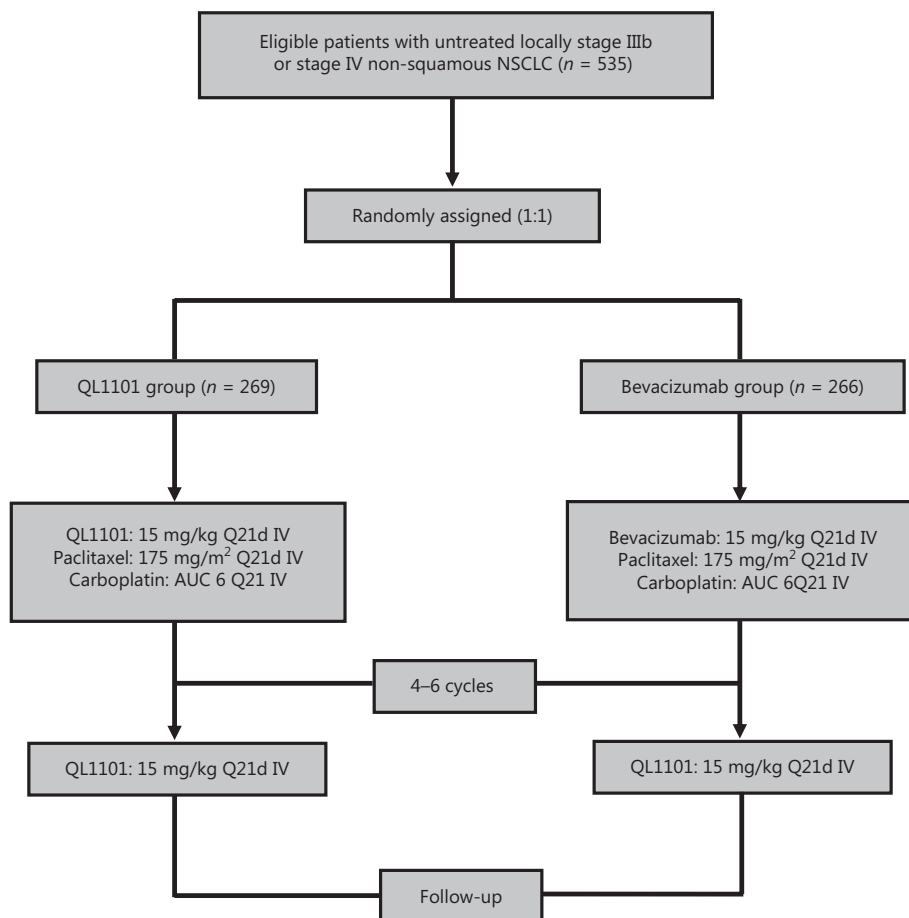 Eligible patients with untreated locally stage Ⅲb
or stage Ⅳ non-squamous NSCLC (n = 535)
Randomly assigned (1:1)
QL1101 group (n = 269)
Bevacizumab group (n = 266)
QL1101: 15 mg/kg Q21d IV
Paclitaxel: 175 mg/m² Q21d IV
Carboplatin: AUC 6 Q21 IV
Bevacizumab: 15 mg/kg Q21d IV
Paclitaxel: 175 mg/m² Q21d IV
Carboplatin: AUC 6Q21 IV
4–6 cycles
QL1101: 15 mg/kg Q21d IV
QL1101: 15 mg/kg Q21d IV
Follow-up